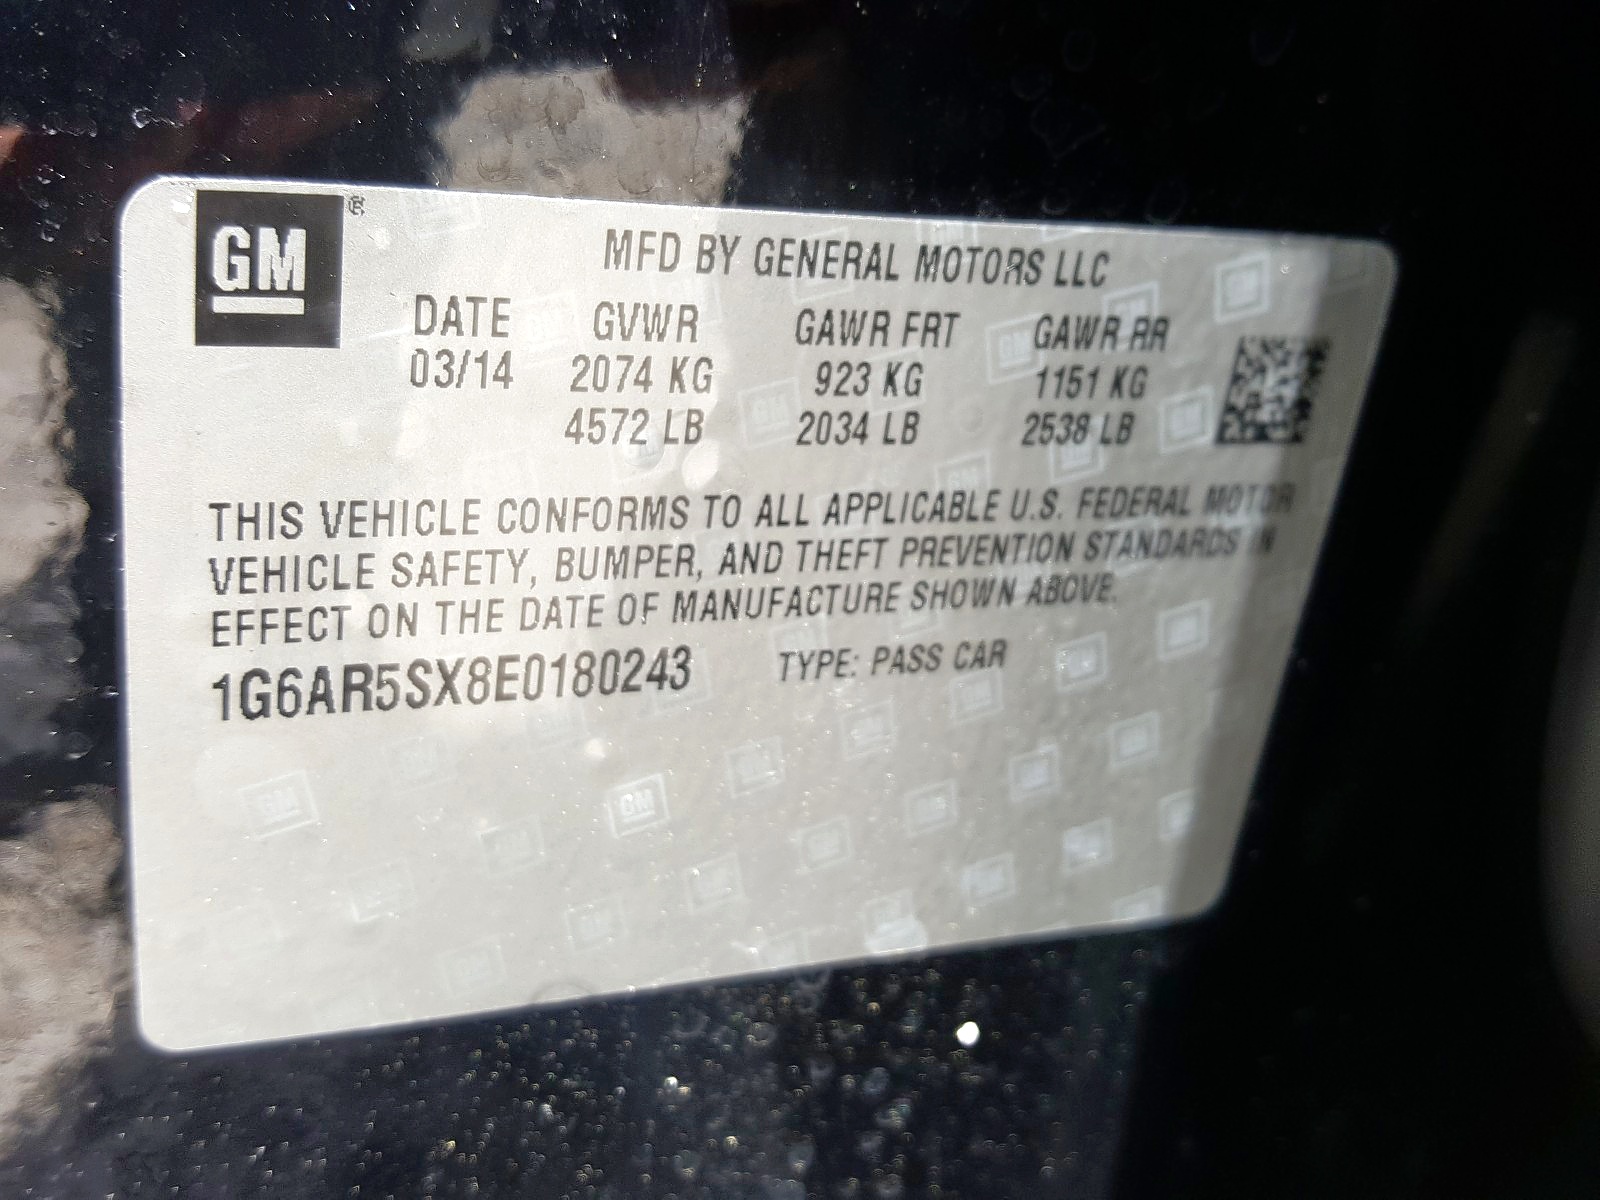 GM
MFD BY GENERAL MOTORS LLC
DATE GVWR GAWR FRT GAWR RR
03/14 2074 KG 923 KG 1151 KG
4572 LB 2034 LB 2538 LB
THIS VEHICLE CONFORMS TO ALL APPLICABLE U.S. FEDERAL MOTOR
VEHICLE SAFETY, BUMPER, AND THEFT PREVENTION STANDARDS IN
EFFECT ON THE DATE OF MANUFACTURE SHOWN ABOVE.
1G6AR5SX8E0180243 TYPE: PASS CAR